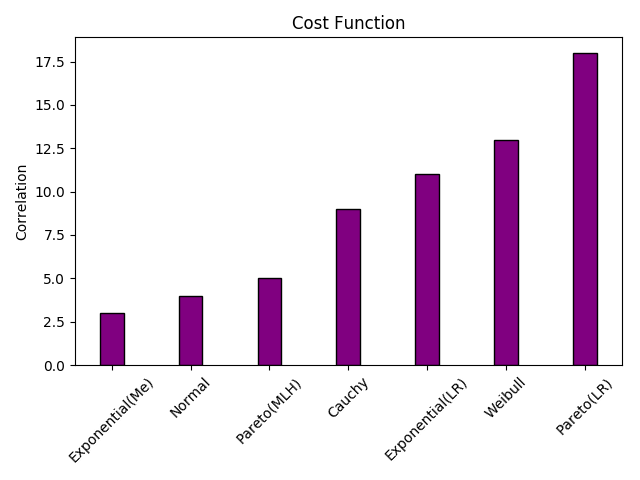 Cost Function
Correlation
17.5
15.0
12.5
10.0
7.5
5.0
2.5
0.0
Exponential(Me)
Normal
Pareto(MLH)
Cauchy
Exponential(LR)
Weibull
Pareto(LR)